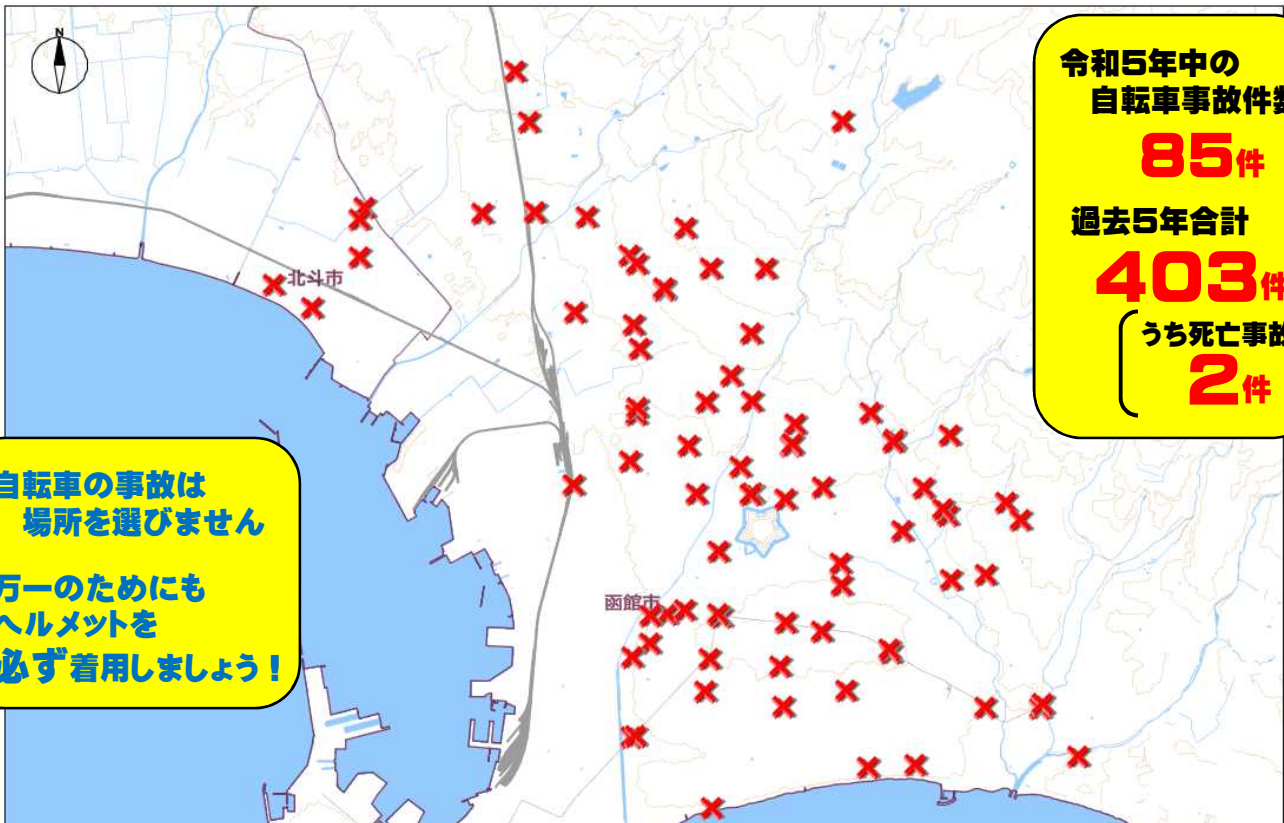 N
令和5年中の
自転車事故件数
85件
過去5年合計
403件
うち死亡事故
2件
北斗市
自転車の事故は
場所を選びません
万一のためにも
ヘルメットを
必ず着用しましょう!
函館市